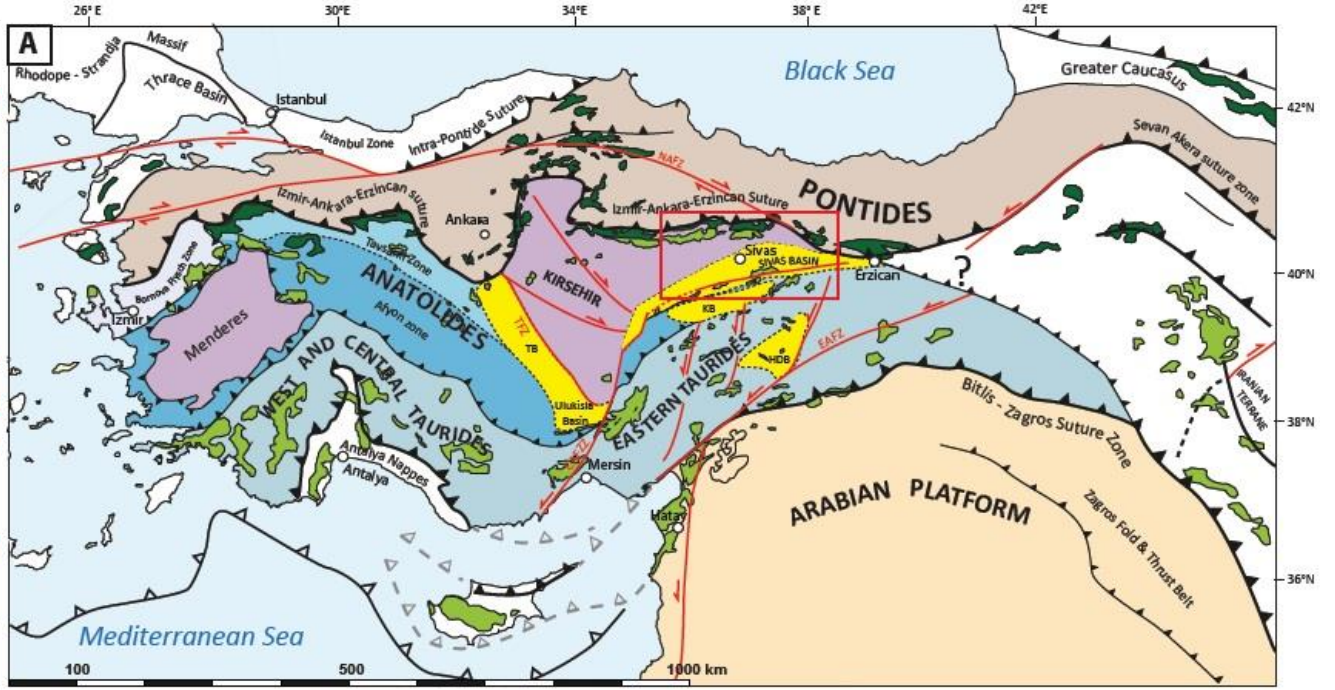 26° E
30°E
34°E
38°E
42°E
A
Rhodope - Strandja
Massif
Thrace Basin
Istanbul
Istanbul Zone
Intra-Pontide Suture
Black Sea
Greater Caucasus
42°N
Sevan Akera suture zone
NAFZ
PONTIDES
Izmir-Ankara-Erzincan suture
Izmir-Ankara-Erzincan Suture
Ankara
Sivas
SIVAS BASIN
Erzican
?
40°N
Bornova Flysch Zone
Izmir
Menderes
Tavsanlı Zone
ANATOLIDES
Afyon zone
KIRSEHIR
TFZ
TB
KB
HDB
EAFZ
Ulukisla
Basin
WEST AND CENTRAL TAURIDES
EASTERN TAURIDES
Bitlis - Zagros Suture Zone
IRANIAN
TERRANE
38°N
Antalya Nappes
Antalya
Mersin
Hatay
ARABIAN PLATFORM
Zagros Fold & Thrust Belt
36°N
Mediterranean Sea
100
500
1000 km